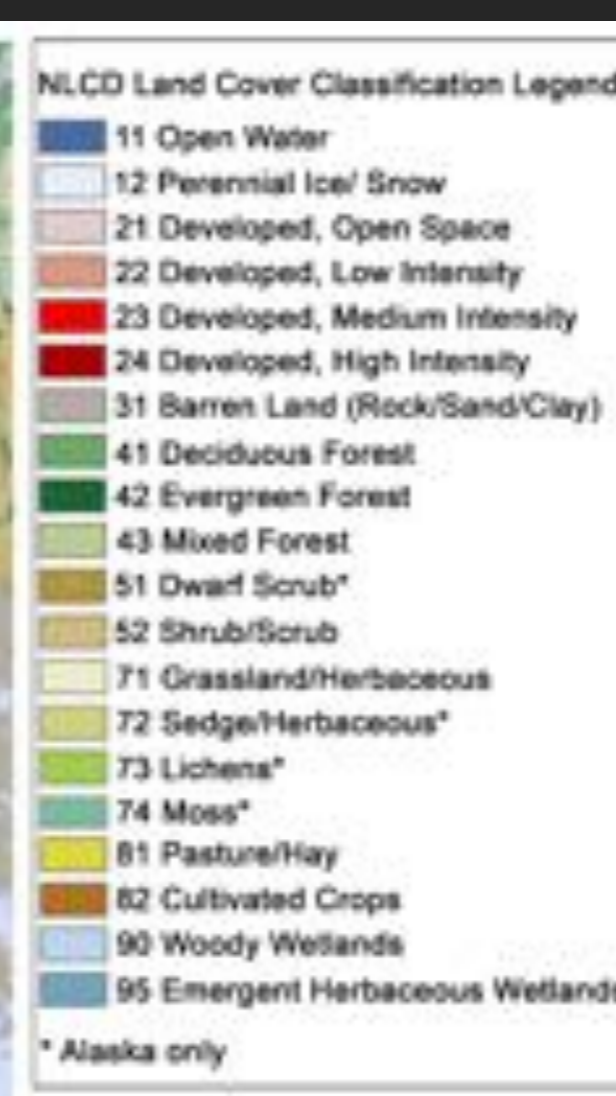 NLCD Land Cover Classification Legend
11 Open Water
12 Perennial Ice/ Snow
21 Developed, Open Space
22 Developed, Low Intensity
23 Developed, Medium Intensity
24 Developed, High Intensity
31 Barren Land (Rock/Sand/Clay)
41 Deciduous Forest
42 Evergreen Forest
43 Mixed Forest
51 Dwarf Scrub*
52 Shrub/Scrub
71 Grassland/Herbaceous
72 Sedge/Herbaceous*
73 Lichens*
74 Moss*
81 Pasture/Hay
82 Cultivated Crops
90 Woody Wetlands
95 Emergent Herbaceous Wetlands
* Alaska only